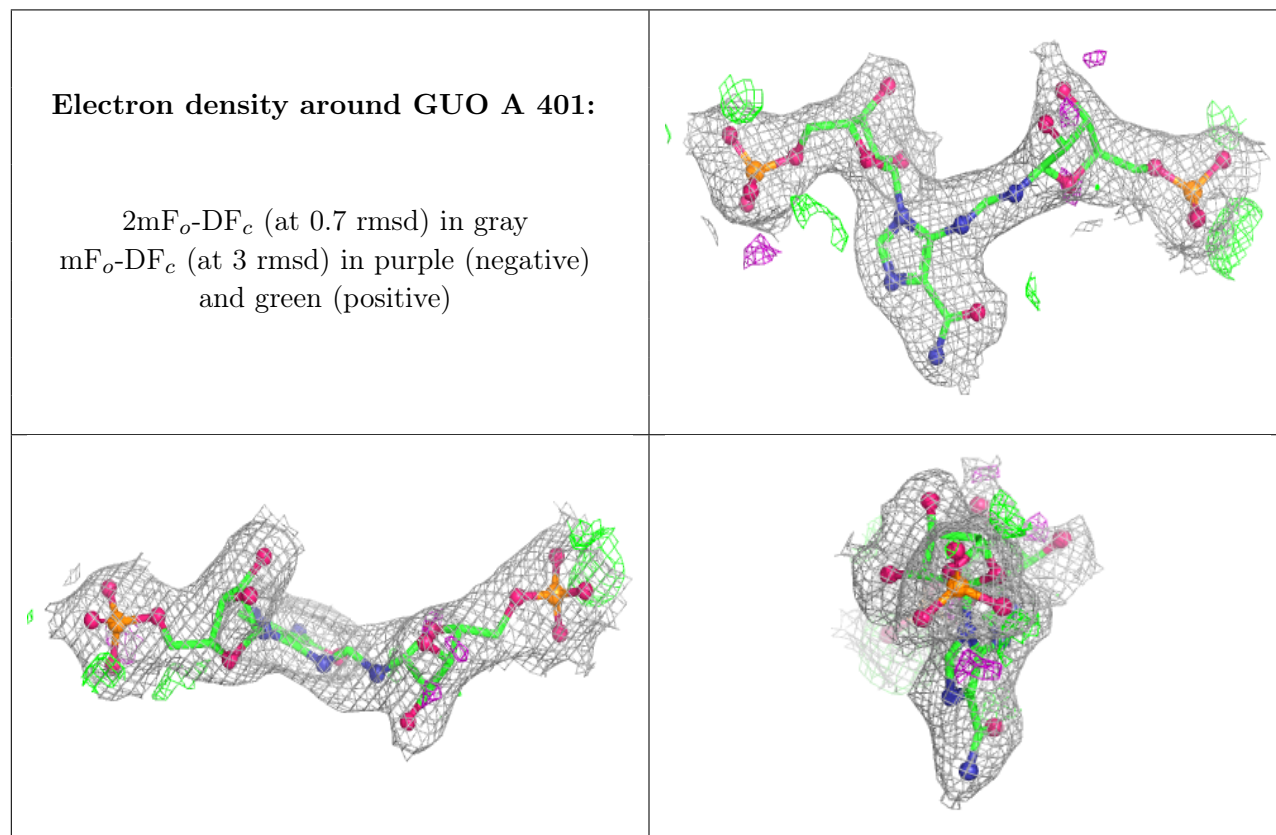 Electron density around GUO A 401:
2mFₒ-DF𝒸 (at 0.7 rmsd) in gray
mFₒ-DF𝒸 (at 3 rmsd) in purple (negative)
and green (positive)